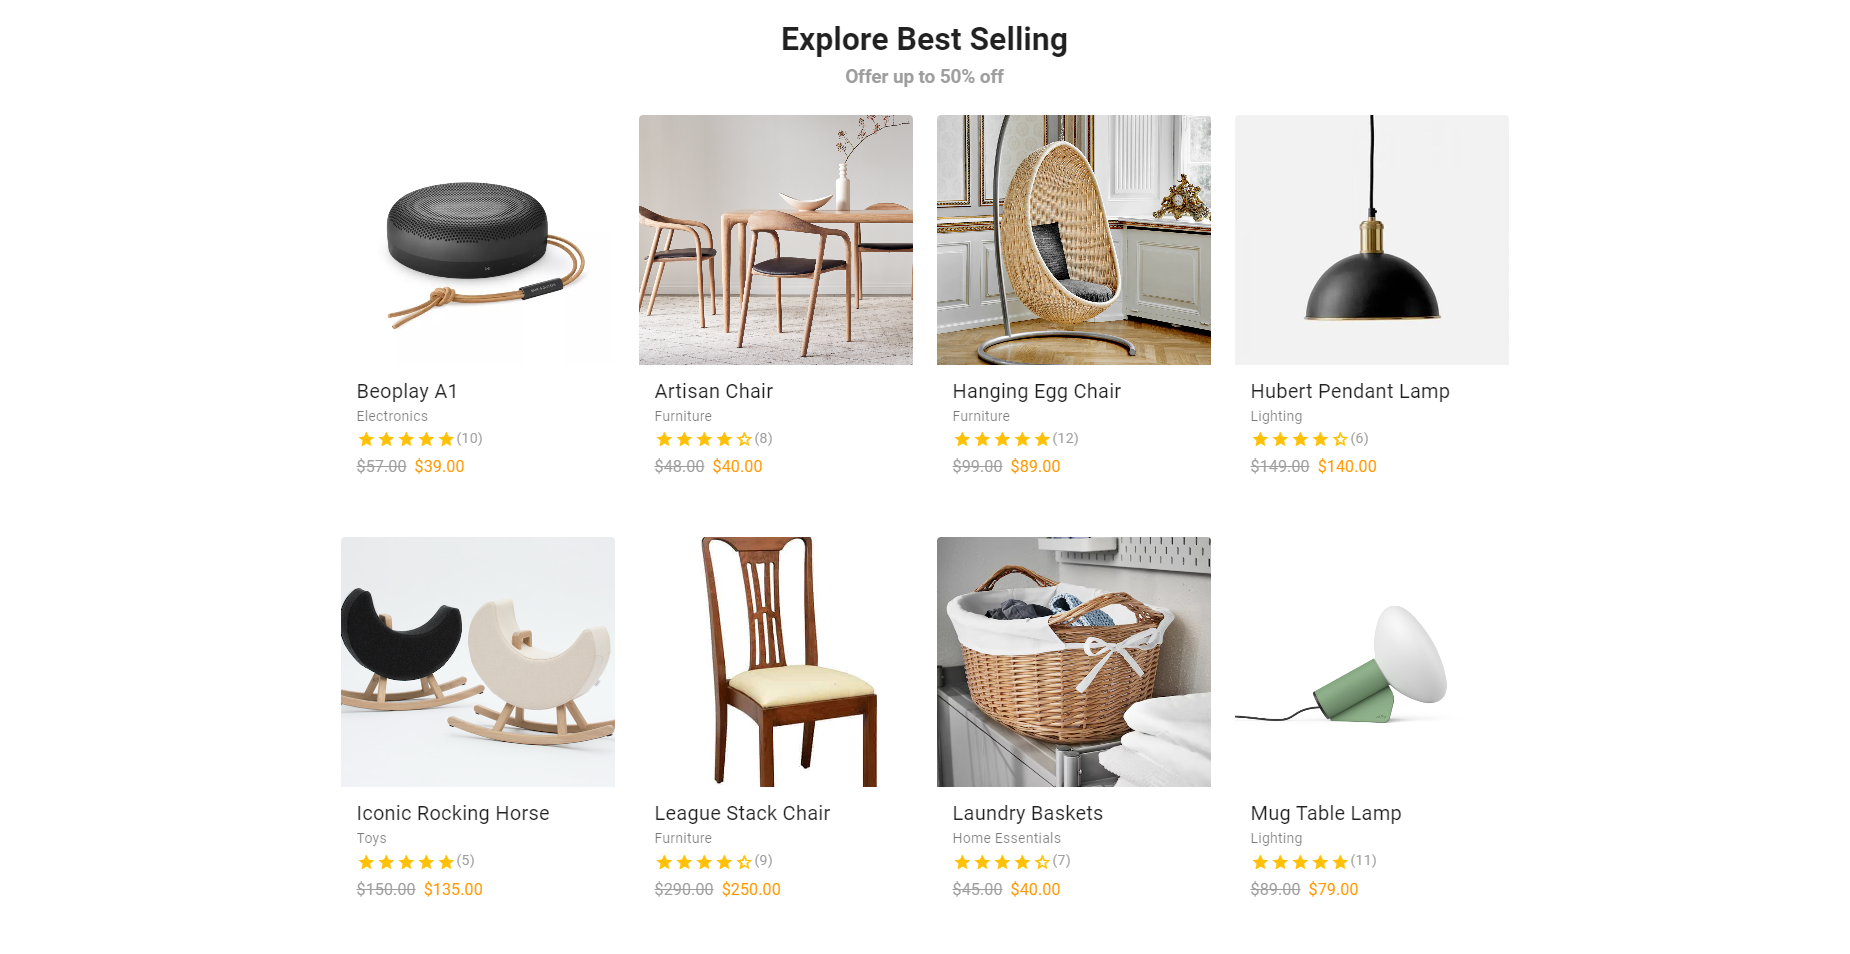 Explore Best Selling
Offer up to 50% off
Beoplay A1
Electronics
(10)
$57.00 $39.00
Artisan Chair
Furniture
(8)
$48.00 $40.00
Hanging Egg Chair
Furniture
(12)
$99.00 $89.00
Hubert Pendant Lamp
Lighting
(6)
$149.00 $140.00
Iconic Rocking Horse
Toys
(5)
$150.00 $135.00
League Stack Chair
Furniture
(9)
$290.00 $250.00
Laundry Baskets
Home Essentials
(7)
$45.00 $40.00
Mug Table Lamp
Lighting
(11)
$89.00 $79.00